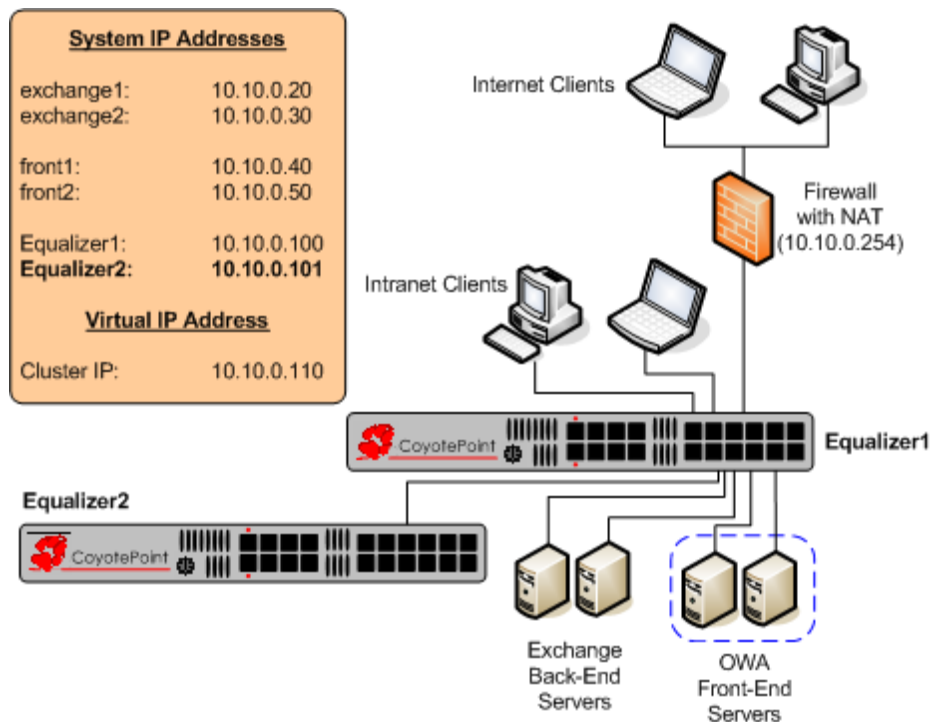 System IP Addresses
exchange1: 10.10.0.20
exchange2: 10.10.0.30
front1: 10.10.0.40
front2: 10.10.0.50
Equalizer1: 10.10.0.100
Equalizer2: 10.10.0.101
Virtual IP Address
Cluster IP: 10.10.0.110
Internet Clients
Firewall
with NAT
(10.10.0.254)
Intranet Clients
CoyotePoint
Equalizer1
Equalizer2
CoyotePoint
Exchange
Back-End
Servers
OWA
Front-End
Servers